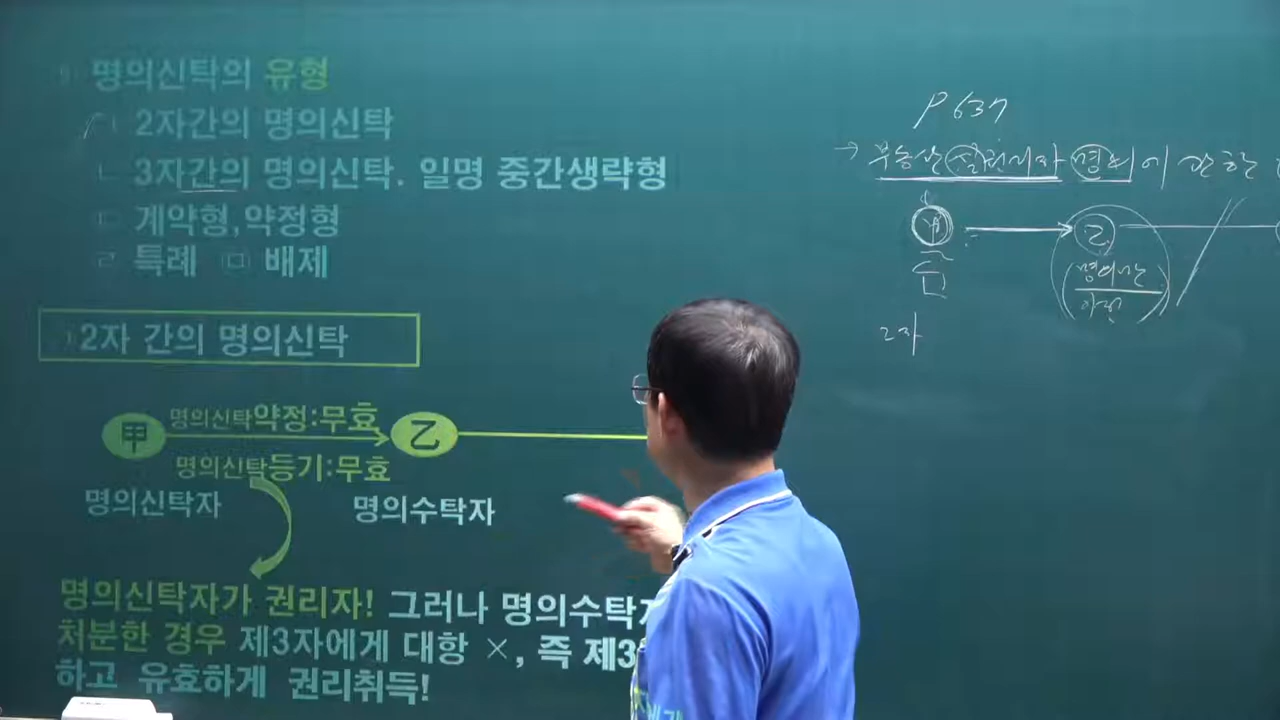 명의신탁의 유형
ㄱ 2자간의 명의신탁
ㄴ 3자간의 명의신탁. 일명 중간생략형
ㄷ 계약형,약정형
ㄹ 특례 ㅁ 배제
2자 간의 명의신탁
甲 명의신탁약정:무효 乙
명의신탁등기:무효
명의신탁자 명의수탁자
명의신탁자가 권리자! 그러나 명의수탁
처분한 경우 제3자에게 대항 ×, 즉 제3
하고 유효하게 권리취득!
P 637
→ 부동산 실권리자 명의에 관한
甲 乙
2자